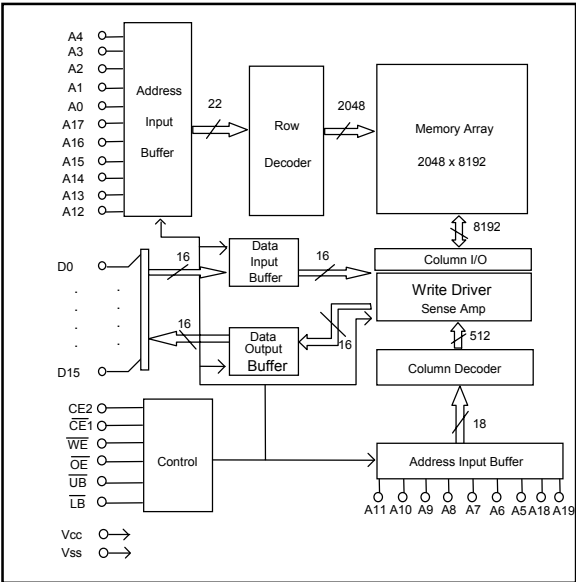 A4
A3
A2
A1
A0
A17
A16
A15
A14
A13
A12
Address
Input
Buffer
22
Row
Decoder
2048
Memory Array
2048 x 8192
8192
D0
.
.
.
.
D15
.
.
.
.
16
Data
Input
Buffer
16
Column I/O
Write Driver
Sense Amp
16
Data
Output
Buffer
16
512
Column Decoder
18
CE2
CE1
WE
OE
UB
LB
Control
Address Input Buffer
A11 A10 A9 A8 A7 A6 A5 A18 A19
Vcc
Vss